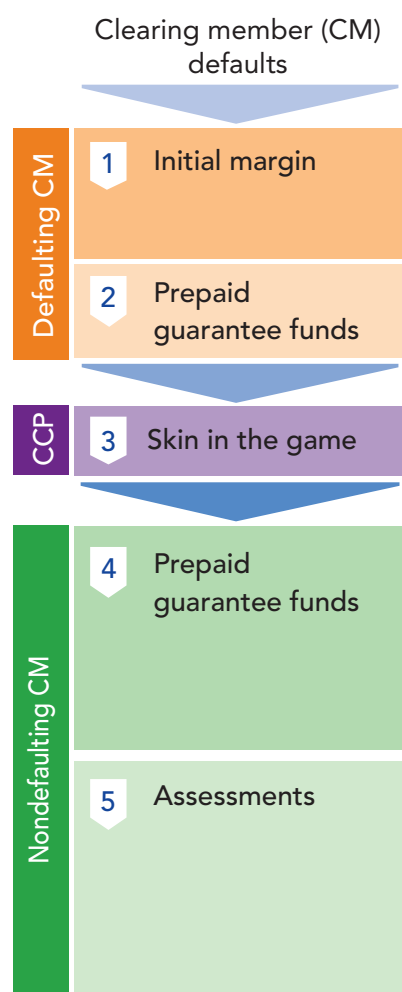 Clearing member (CM)
defaults
Defaulting CM
1 Initial margin
2 Prepaid
guarantee funds
CCP
3 Skin in the game
Nondefaulting CM
4 Prepaid
guarantee funds
5 Assessments